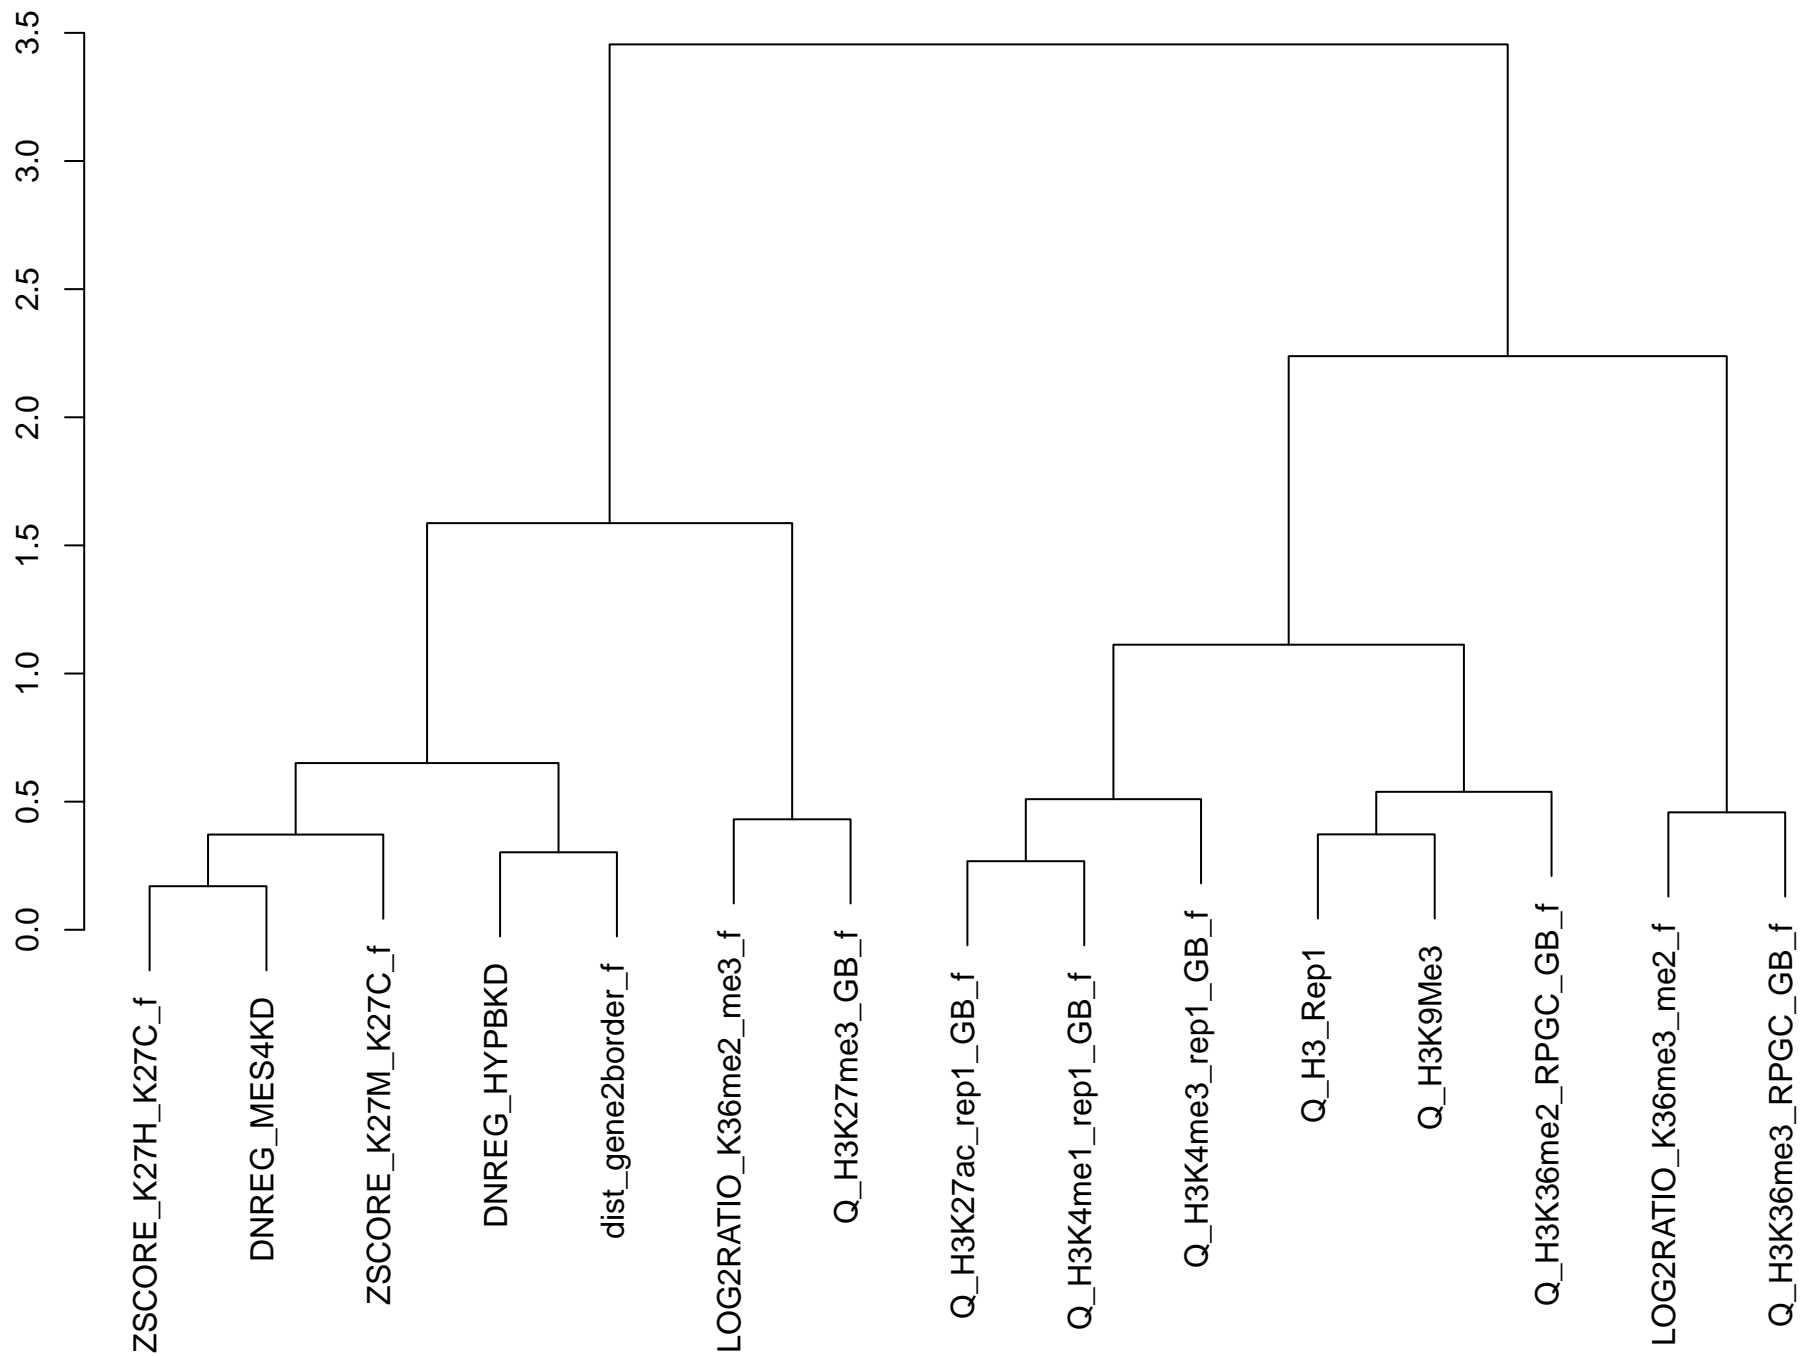 3.5
3.0
2.5
2.0
1.5
1.0
0.5
0.0
ZSCORE_K27H_K27C_f
DNREG_MES4KD
ZSCORE_K27M_K27C_f
DNREG_HYPBKD
dist_gene2border_f
LOG2RATIO_K36me2_me3_f
Q_H3K27me3_GB_f
Q_H3K27ac_rep1_GB_f
Q_H3K4me1_rep1_GB_f
Q_H3K4me3_rep1_GB_f
Q_H3_Rep1
Q_H3K9Me3
Q_H3K36me2_RPGC_GB_f
LOG2RATIO_K36me3_me2_f
Q_H3K36me3_RPGC_GB_f